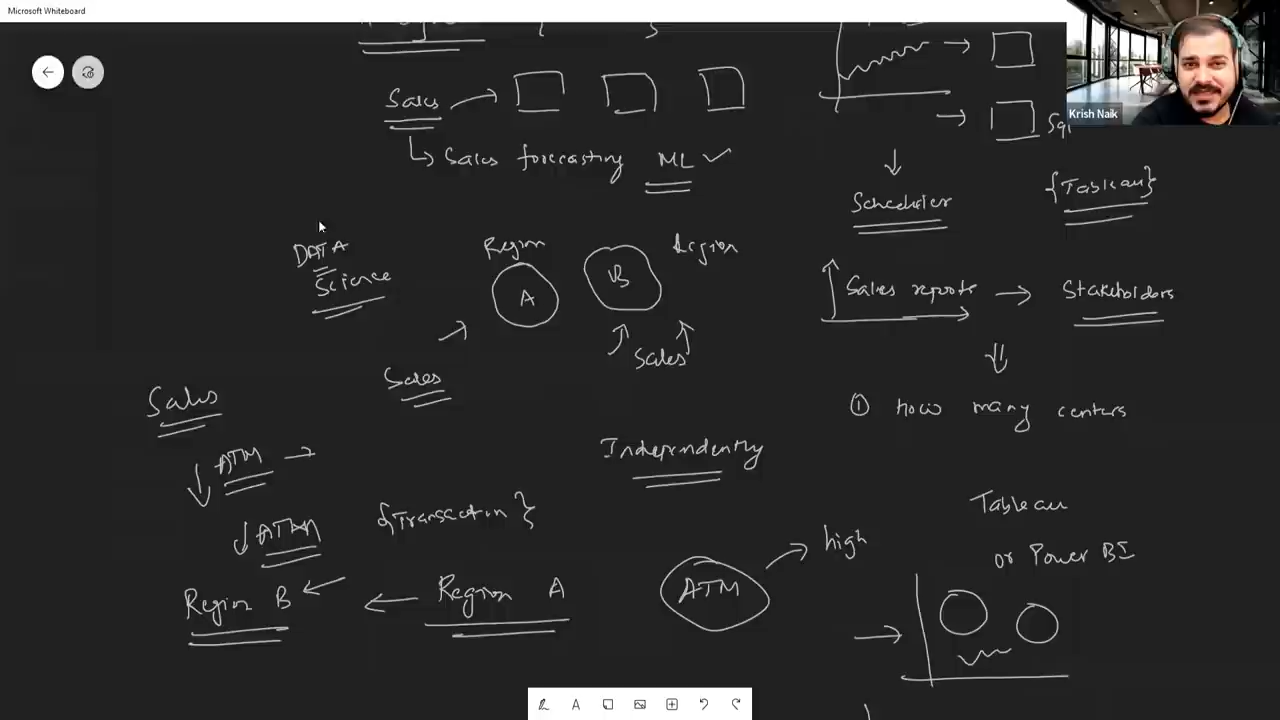 Microsoft Whiteboard
Krish Naik
Sales
Sales forecasting ML
Scheduler
{Tableau}
DATA
Science
Region
A
B
Region
Sales
Sales
Sales reports
Stakeholders
① how many centers
Sales
ATM
ATM
{Transaction}
Region B
Region A
Independently
ATM
high
Tableau
or Power BI